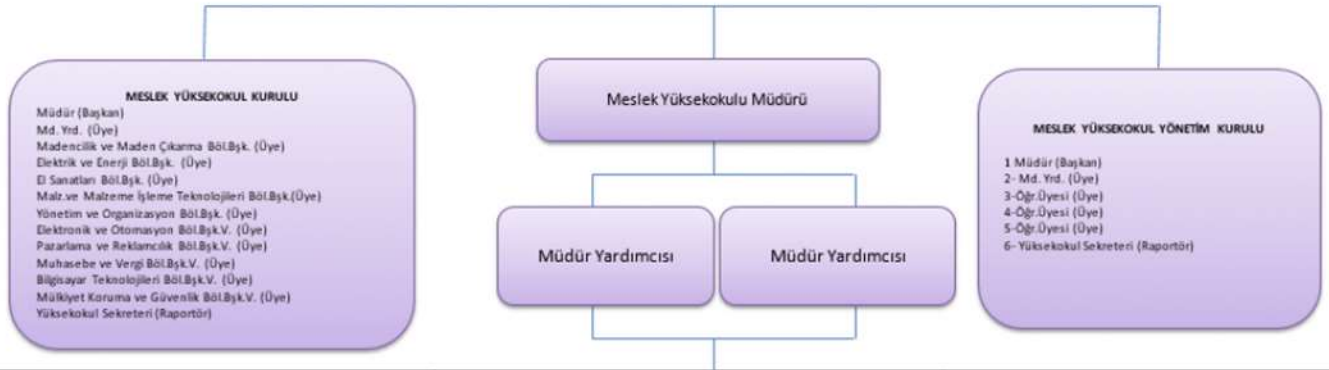 MESLEK YÜKSEKOKUL KURULU
Müdür (Başkan)
Md. Yrd. (Üye)
Madencilik ve Maden Çıkarma Böl.Bşk. (Üye)
Elektrik ve Enerji Böl.Bşk. (Üye)
El Sanatları Böl.Bşk. (Üye)
Malz.ve Malzeme İşleme Teknolojileri Böl.Bşk.(Üye)
Yönetim ve Organizasyon Böl.Bşk. (Üye)
Elektronik ve Otomasyon Böl.Bşk.V. (Üye)
Pazarlama ve Reklamcılık Böl.Bşk.V. (Üye)
Muhasebe ve Vergi Böl.Bşk.V. (Üye)
Bilgisayar Teknolojileri Böl.Bşk.V. (Üye)
Mülkiyet Koruma ve Güvenlik Böl.Bşk.V. (Üye)
Yüksekokul Sekreteri (Raportör)
Meslek Yüksekokulu Müdürü
Müdür Yardımcısı
Müdür Yardımcısı
MESLEK YÜKSEKOKUL YÖNETİM KURULU
1 Müdür (Başkan)
2- Md. Yrd. (Üye)
3-Öğr.Üyesi (Üye)
4-Öğr.Üyesi (Üye)
5-Öğr.Üyesi (Üye)
6- Yüksekokul Sekreteri (Raportör)